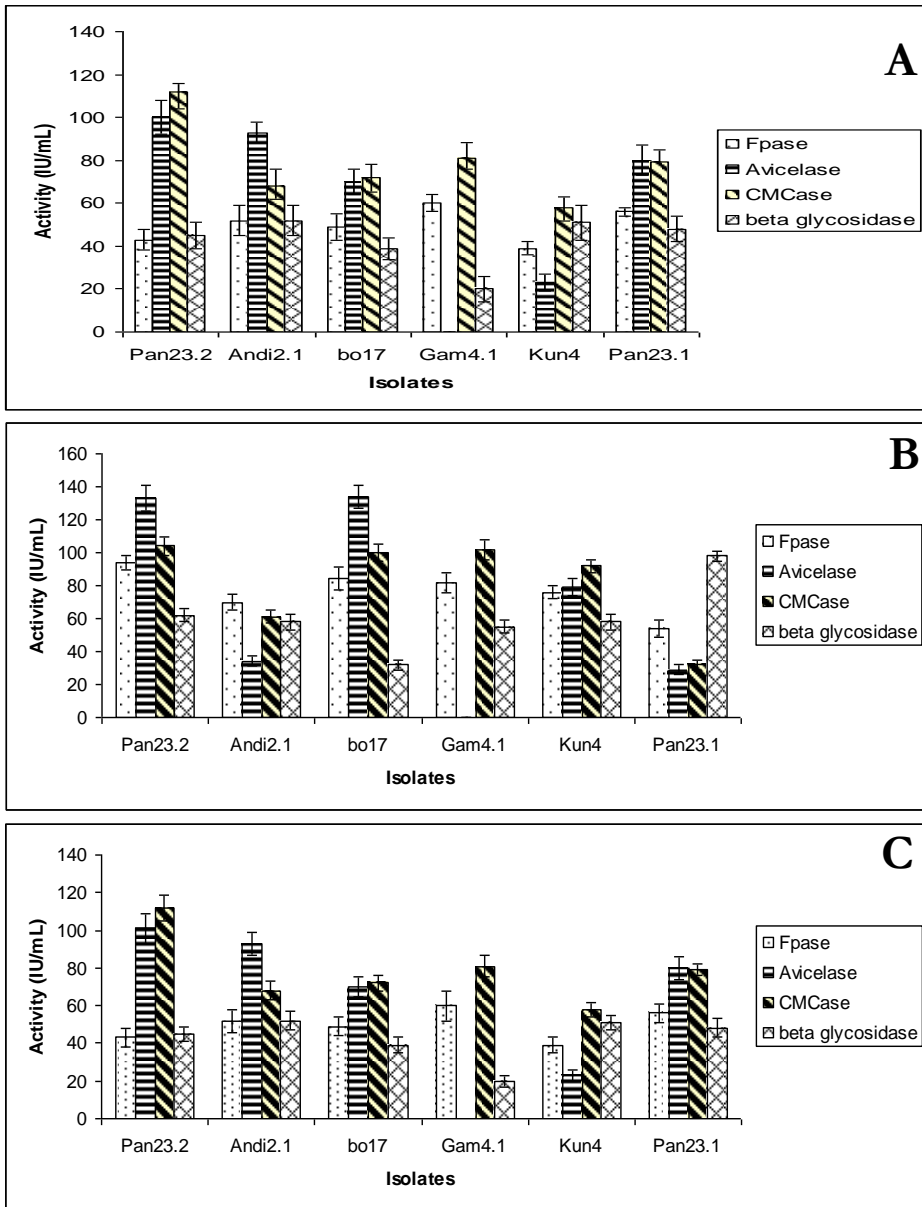 A
140
120
100
80
60
40
20
0
Activity (IU/mL)
Pan23.2 Andi2.1 bo17 Gam4.1 Kun4 Pan23.1
Isolates
Fpase
Avicelase
CMCase
beta glycosidase
B
160
140
120
100
80
60
40
20
0
Activity (IU/mL)
Pan23.2 Andi2.1 bo17 Gam4.1 Kun4 Pan23.1
Isolates
Fpase
Avicelase
CMCase
beta glycosidase
C
140
120
100
80
60
40
20
0
Activity (IU/mL)
Pan23.2 Andi2.1 bo17 Gam4.1 Kun4 Pan23.1
Isolates
Fpase
Avicelase
CMCase
beta glycosidase